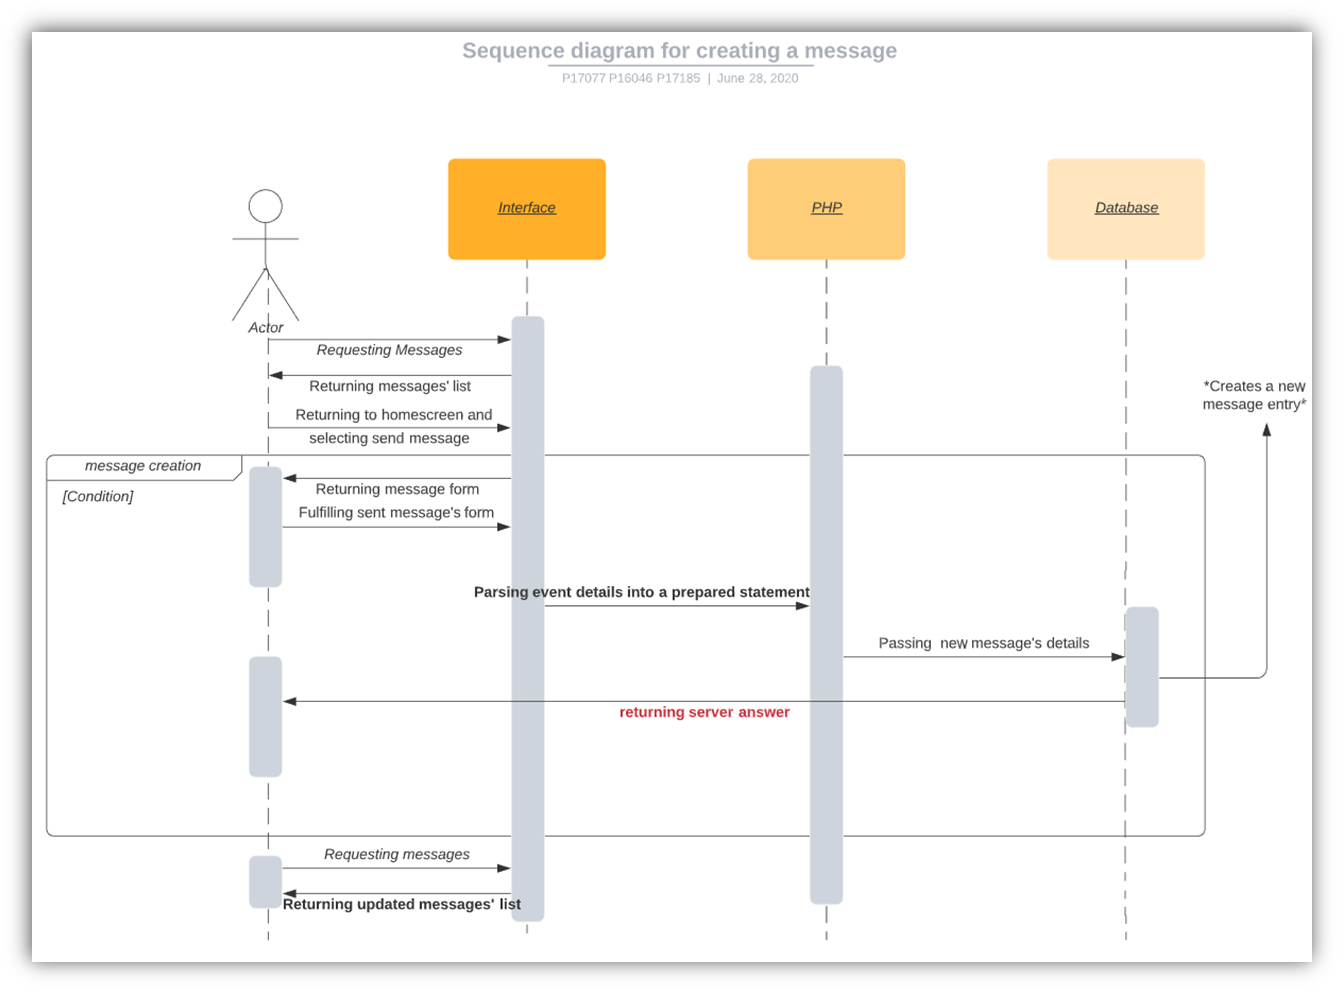 Sequence diagram for creating a message
P17077 P16046 P17185 | June 28, 2020
Interface
PHP
Database
Actor
Requesting Messages
Returning messages' list
*Creates a new
message entry*
Returning to homescreen and
selecting send message
message creation
[Condition]
Returning message form
Fulfilling sent message's form
Parsing event details into a prepared statement
Passing new message's details
returning server answer
Requesting messages
Returning updated messages' list